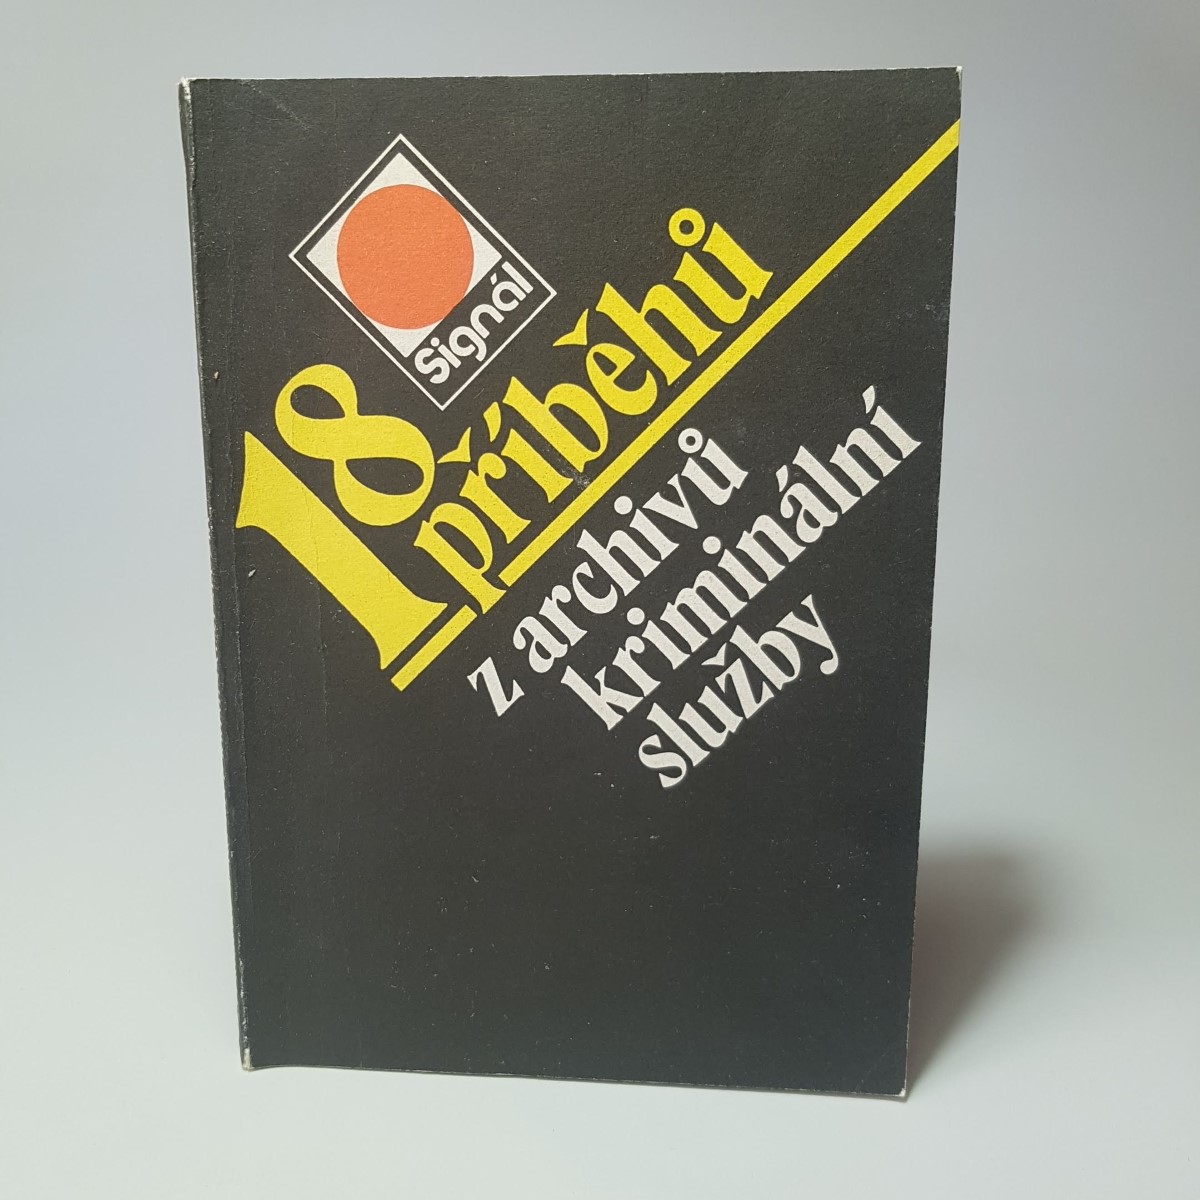 Signál
18 příběhů
z archivů
kriminální
služby